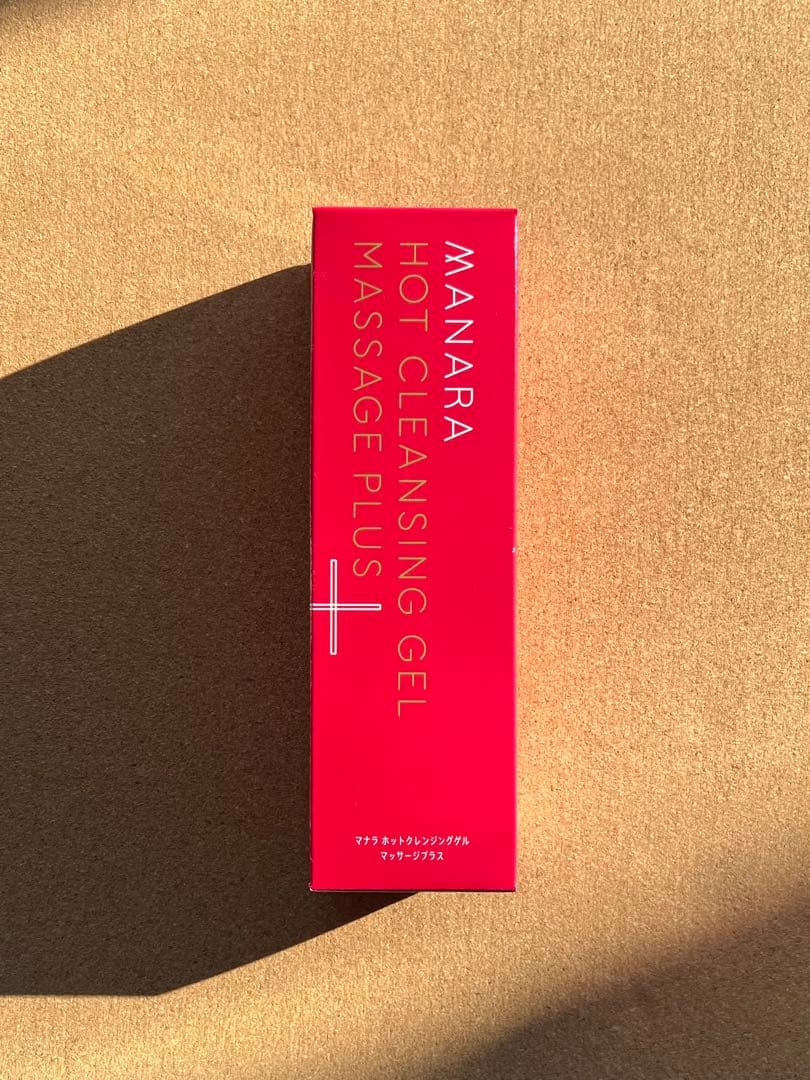 MANARA
HOT CLEANSING GEL
MASSAGE PLUS
マナラ ホットクレンジングゲル
マッサージプラス